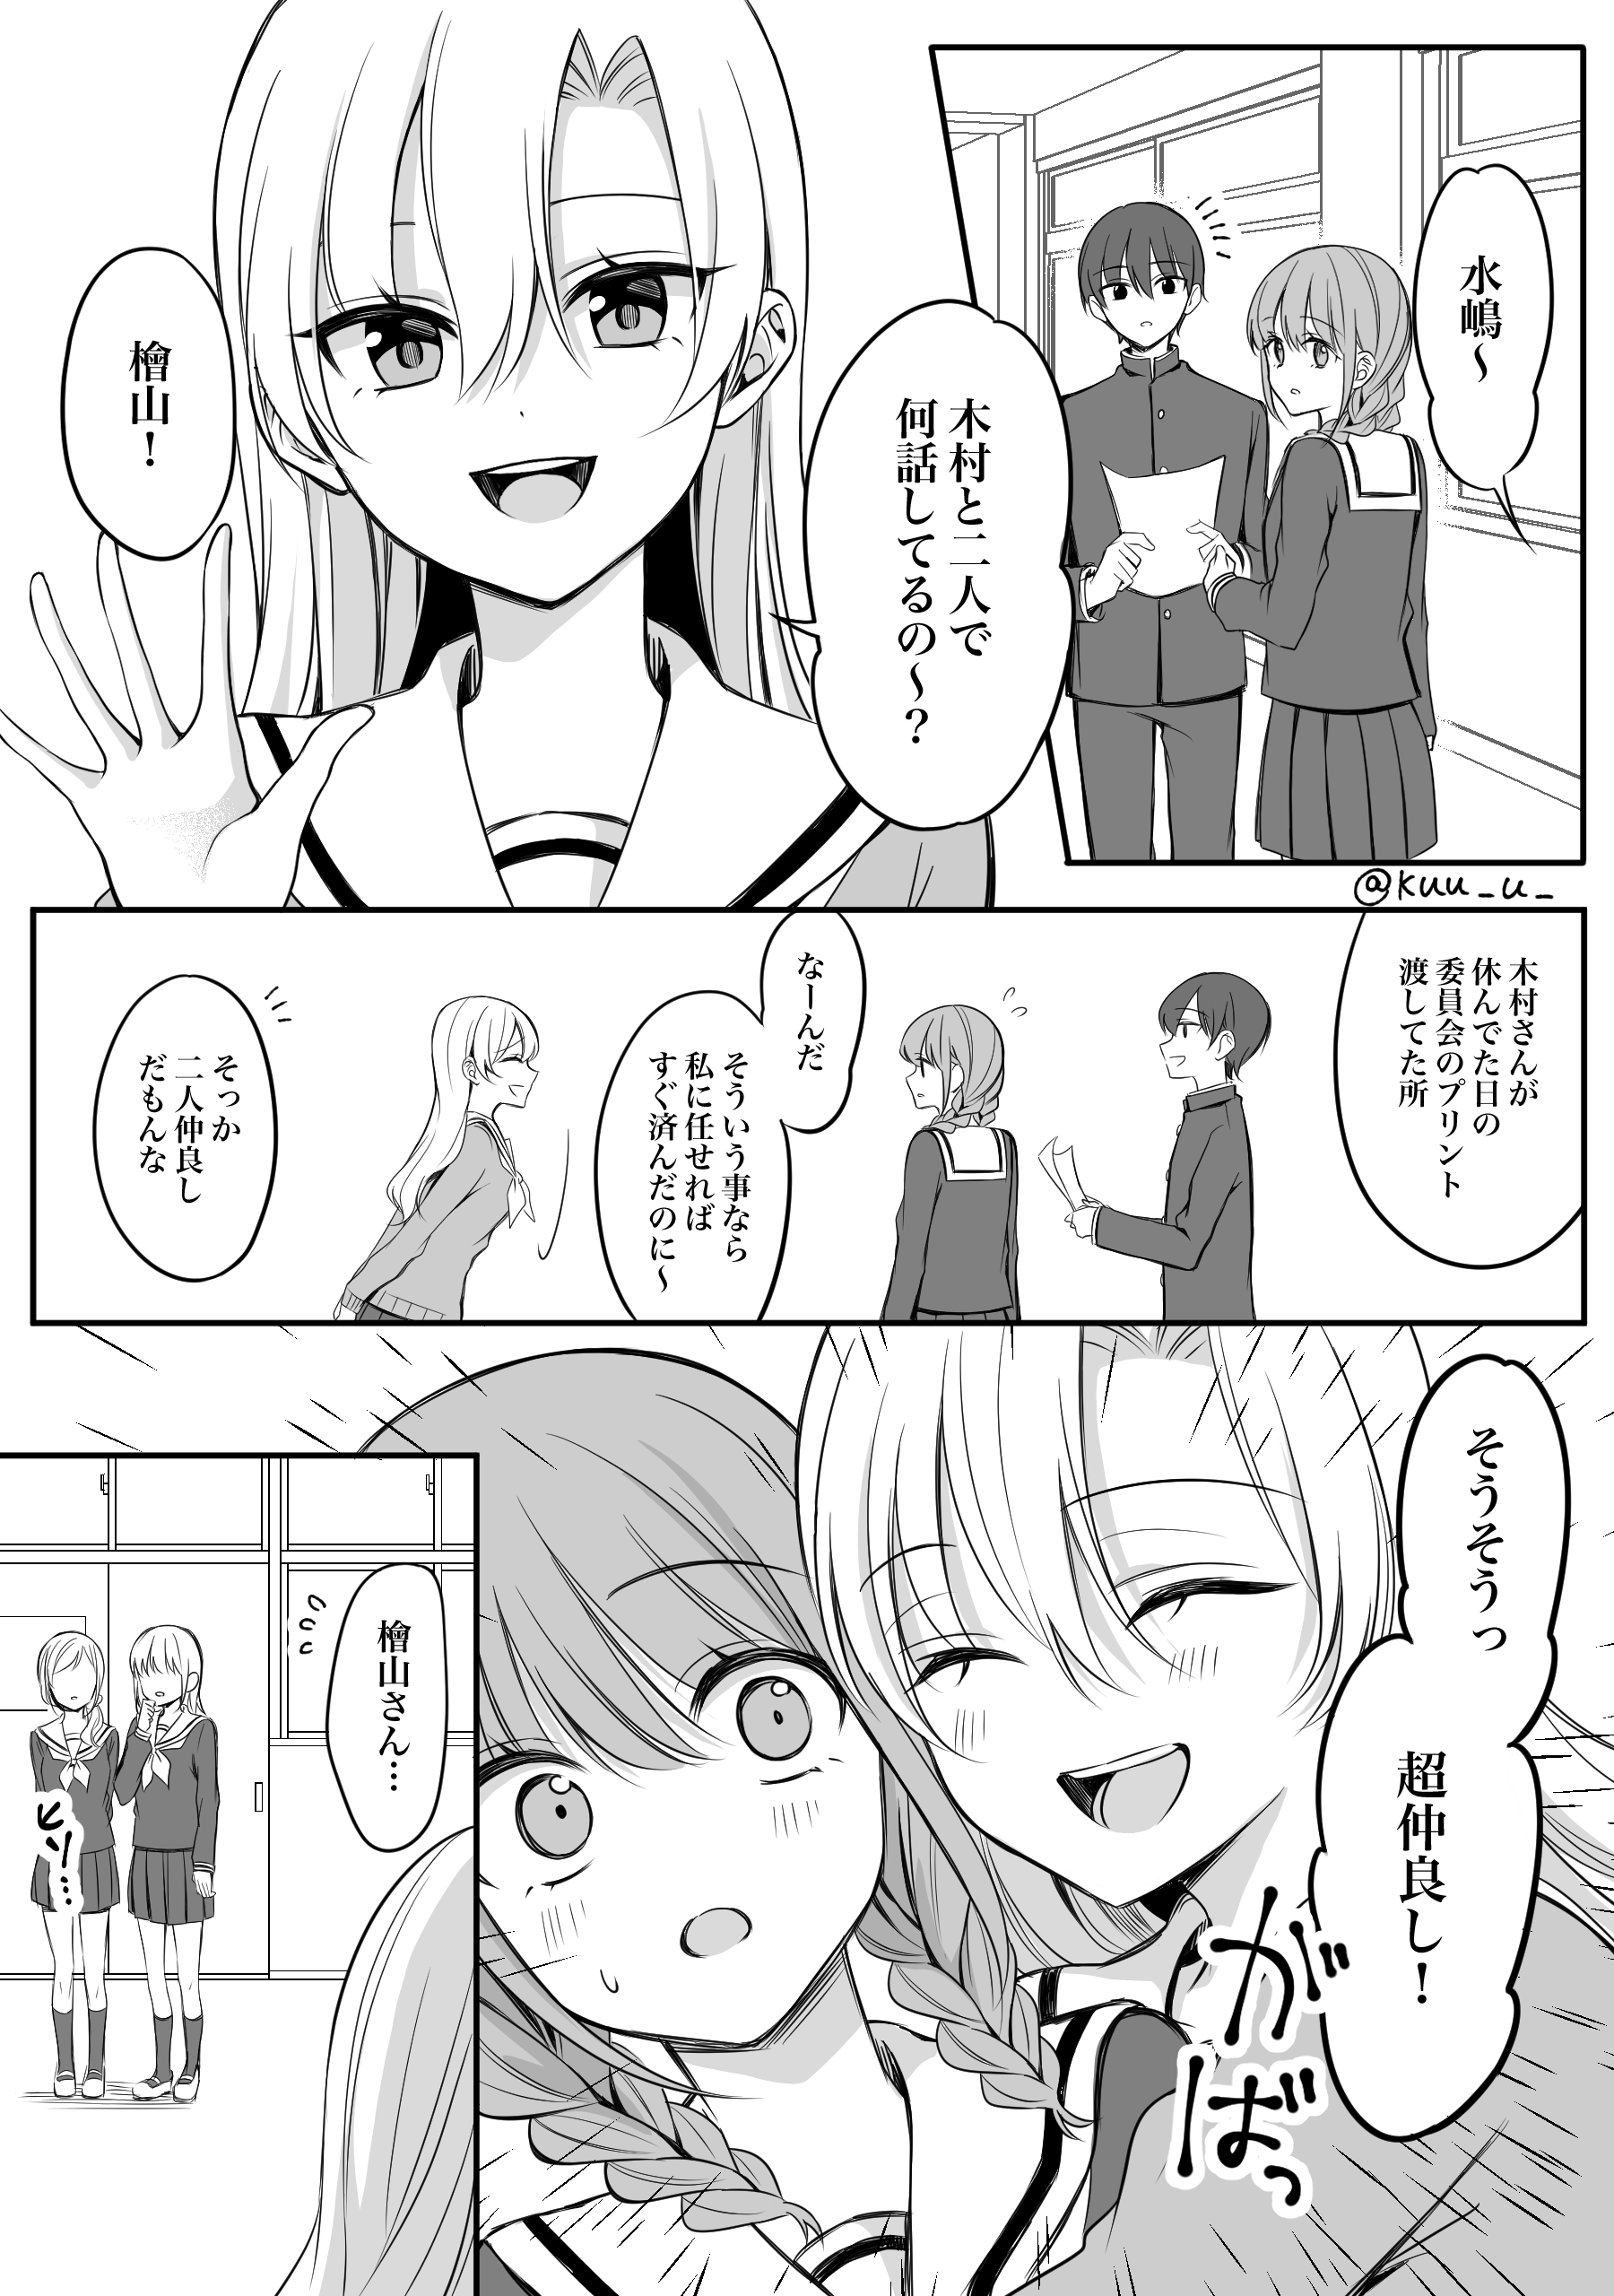 水嶋〜
木村と二人で
何話してるの〜？
檜山！
@kuu_u_
木村さんが
休んでた日の
委員会のプリント
渡してた所
なーんだ
そういう事なら
私に任せれば
すぐ済んだのに〜
そっか
二人仲良し
だもんな
そうそうっ
超仲良し！
がばっ
檜山さん…
ヒソ…